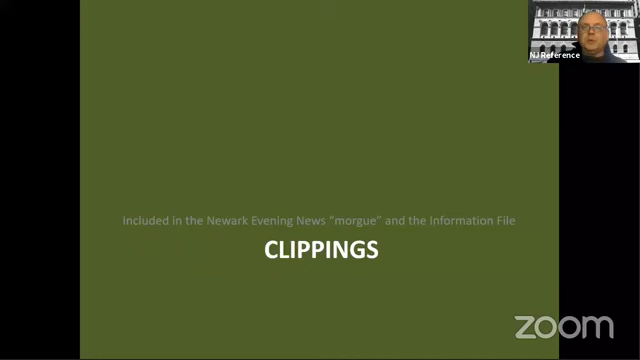 NJ Reference
Included in the Newark Evening News “morgue” and the Information File
CLIPPINGS
zoom